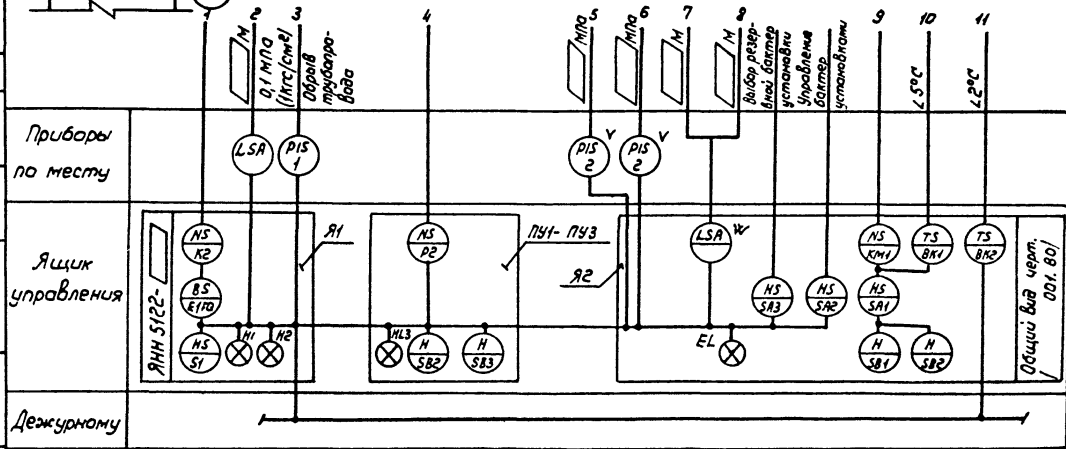 1 2 3 4 5 6 7 8 9 10 11
М
0,1 МПа
(1кгс/см²)
Обрыв
трубопро-
вода
МПа
МПа
М
М
Выбор резер-
вной бактер
установки
Управление
бактер
установками
∠5°C
∠2°C
Приборы
по месту
LSA
PIS
1
PIS
2
V
PIS
2
V
Ящик
управления
ЯНН 5122-
NS
K2
BS
HS
S1
H1
H2
Я1
NS
P2
HL3
H
SB2
H
SB3
ПУ1- ПУ3
Я2
LSA
W
EL
HS
SA3
HS
SA2
NS
KM1
TS
BK1
TS
BK2
HS
SA1
H
SB1
H
SB2
Общий вид черт.
001. ВО/
Дежурному